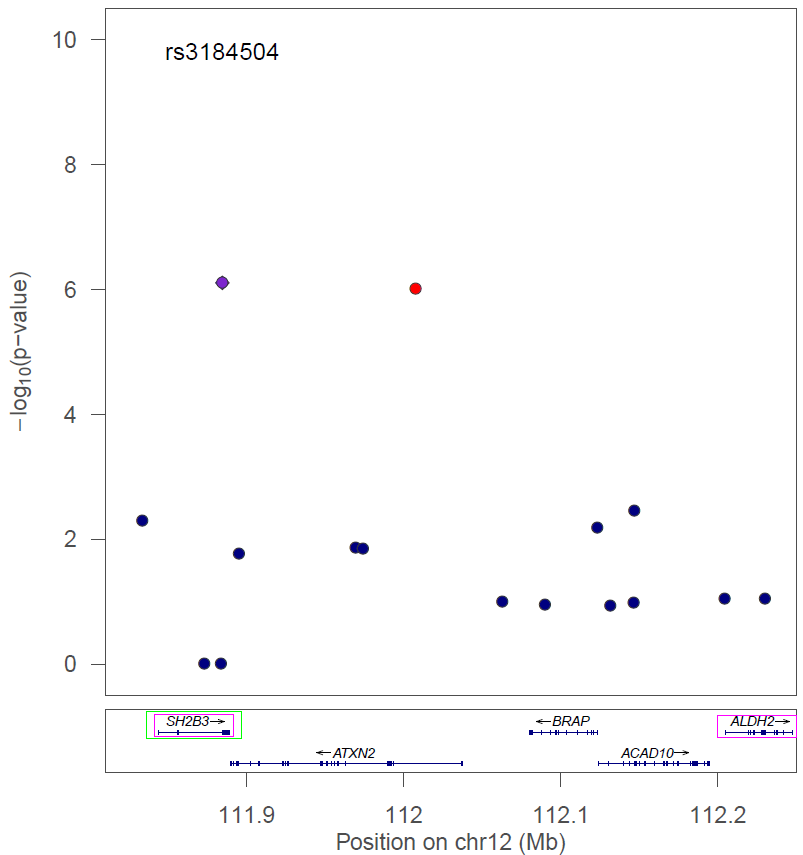 rs3184504
10
8
6
4
2
0
−log10(p−value)
SH2B3→ ←BRAP ALDH2→
←ATXN2 ACAD10→
111.9 112 112.1 112.2
Position on chr12 (Mb)